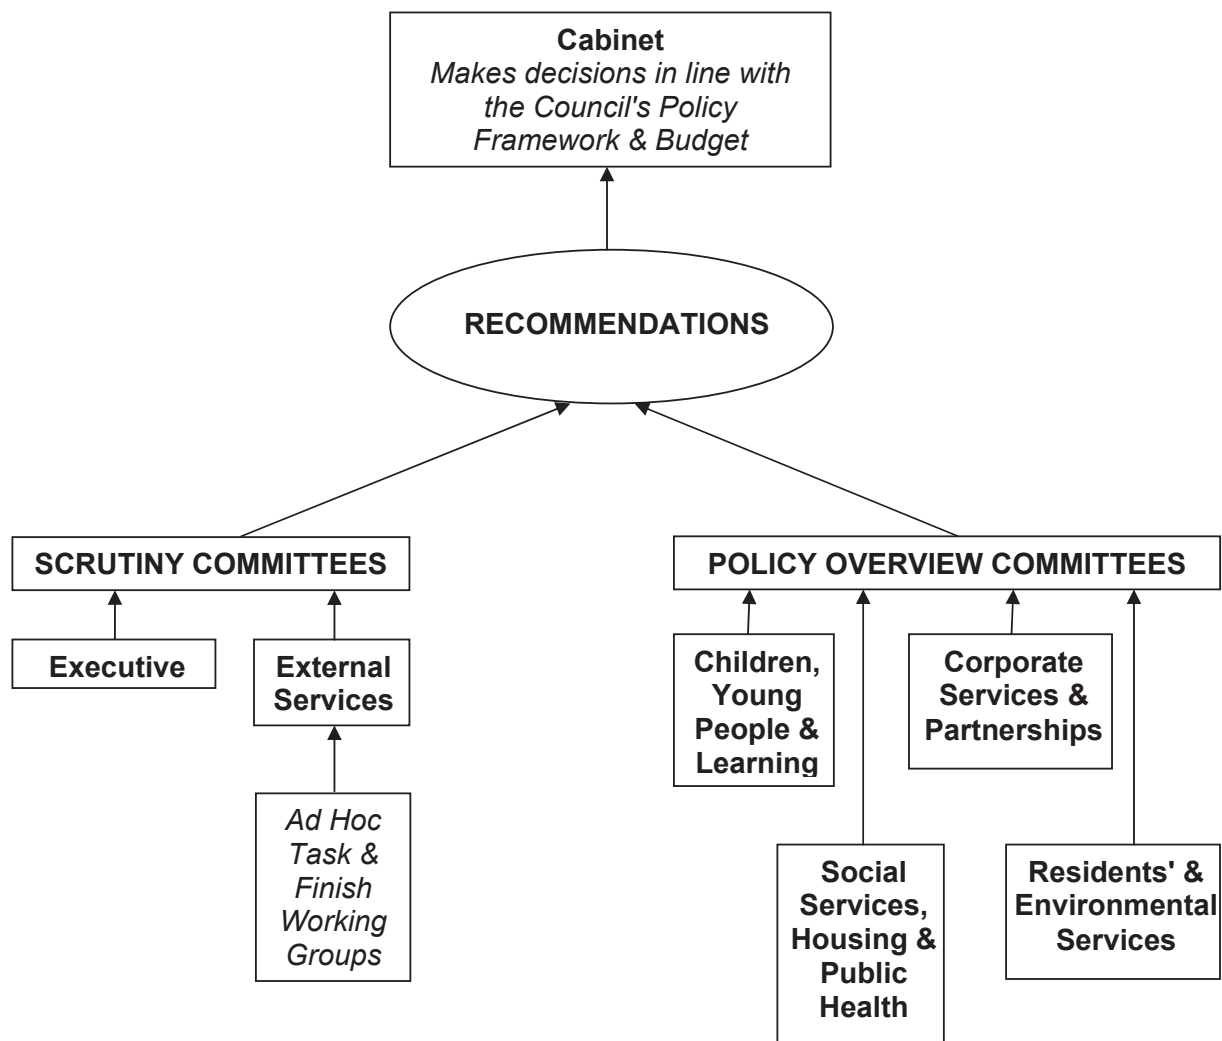 Cabinet
Makes decisions in line with
the Council's Policy
Framework & Budget
RECOMMENDATIONS
SCRUTINY COMMITTEES
POLICY OVERVIEW COMMITTEES
Executive
External
Services
Children,
Young
People &
Learning
Corporate
Services &
Partnerships
Ad Hoc
Task &
Finish
Working
Groups
Social
Services,
Housing &
Public
Health
Residents' &
Environmental
Services